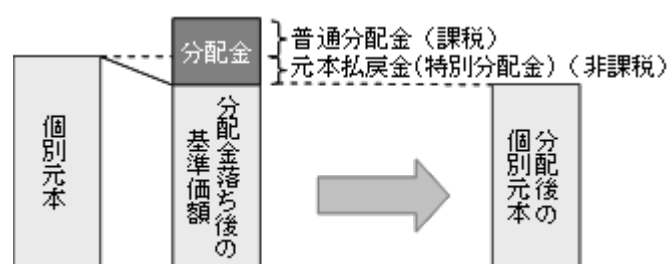 分配金
普通分配金（課税）
元本払戻金(特別分配金)（非課税）
個別元本
分配金落ち後の
基準価額
分配後の
個別元本